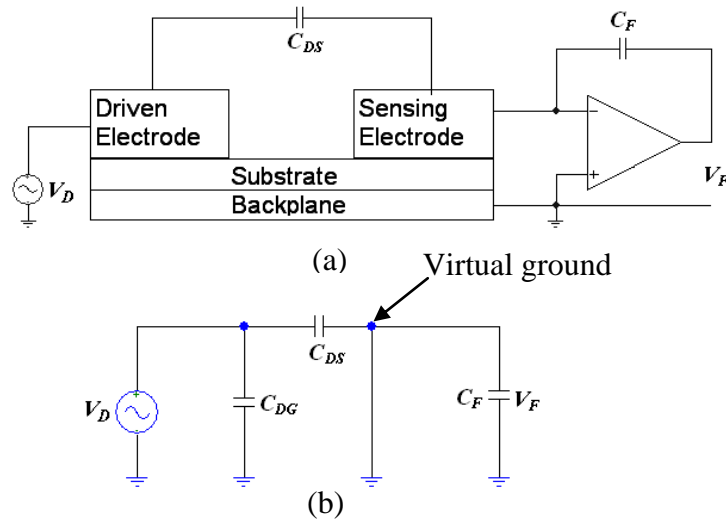 C_DS
C_F
Driven
Electrode
Sensing
Electrode
−
+
V_D
V_F
Substrate
Backplane
(a)
Virtual ground
C_DS
V_D
+
-
C_DG
C_F
V_F
(b)